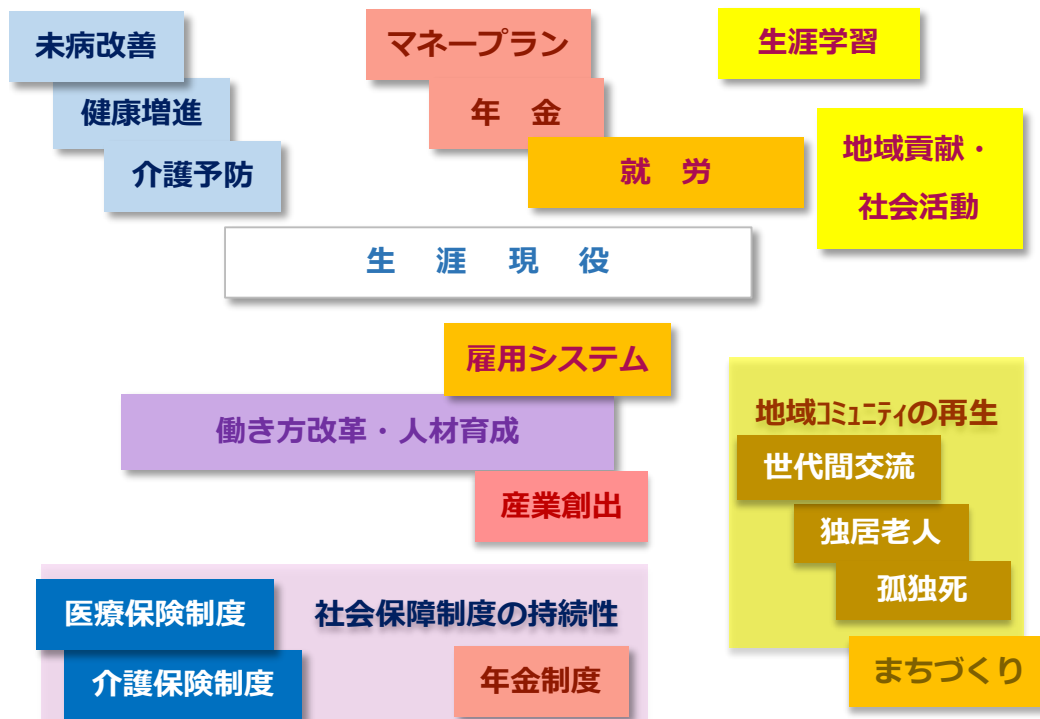 未病改善
健康増進
介護予防
マネープラン
年　金
就　労
生涯学習
地域貢献・
社会活動
生　涯　現　役
雇用システム
働き方改革・人材育成
産業創出
地域ｺﾐｭﾆﾃｨの再生
世代間交流
独居老人
孤独死
まちづくり
社会保障制度の持続性
医療保険制度
介護保険制度
年金制度